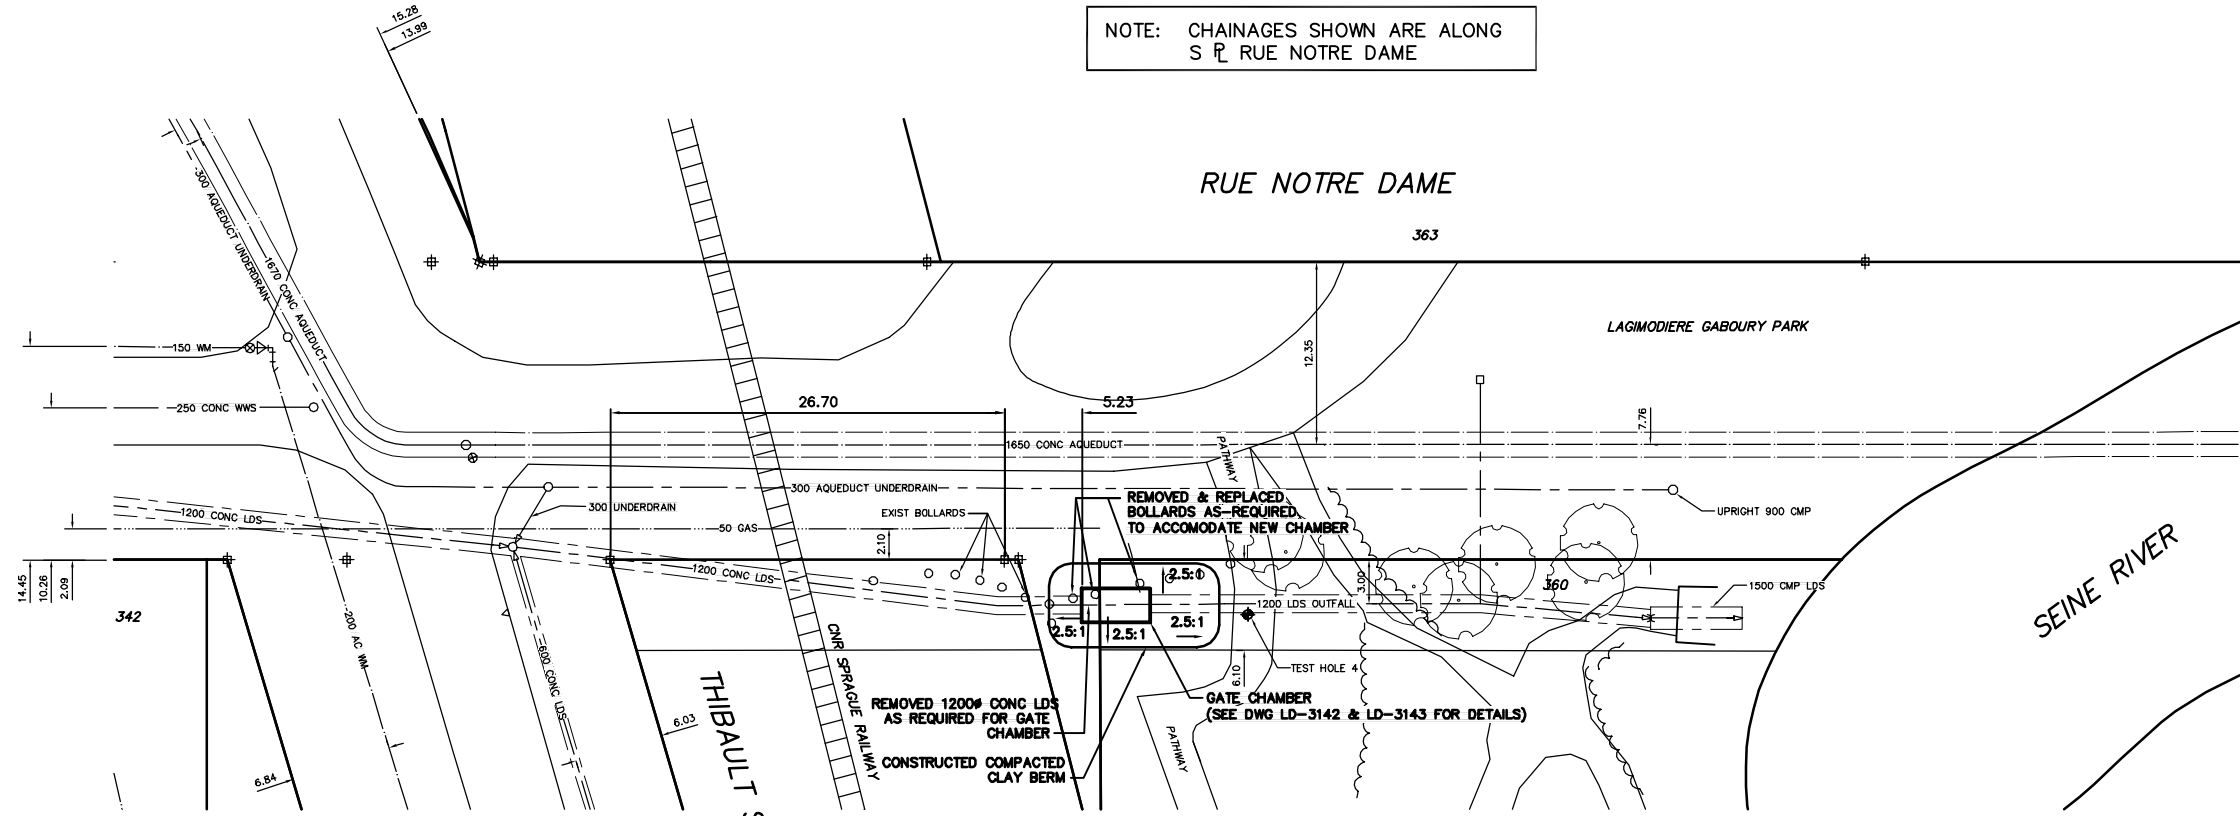 15.28
13.99
NOTE: CHAINAGES SHOWN ARE ALONG
S PL RUE NOTRE DAME
RUE NOTRE DAME
363
300 AQUEDUCT UNDERDRAIN
1670 CONC AQUEDUCT
LAGIMODIERE GABOURY PARK
150 WM
12.35
250 CONC WWS
26.70
5.23
7.76
1650 CONC AQUEDUCT
PATHWAY
300 AQUEDUCT UNDERDRAIN
REMOVED & REPLACED
BOLLARDS AS-REQUIRED
TO ACCOMODATE NEW CHAMBER
1200 CONC LDS
300 UNDERDRAIN
EXIST BOLLARDS
UPRIGHT 900 CMP
50 GAS
2.10
1200 CONC LDS
2.5:1
3.00
360
1500 CMP LDS
14.45
10.26
2.09
342
1200 LDS OUTFALL
2.5:1
2.5:1
2.5:1
SEINE RIVER
200 AC WM
600 CONC LDS
CNR SPRAGUE RAILWAY
THIBAULT
TEST HOLE 4
6.10
REMOVED 1200ø CONC LDS
AS REQUIRED FOR GATE
CHAMBER
GATE CHAMBER
(SEE DWG LD-3142 & LD-3143 FOR DETAILS)
6.03
PATHWAY
CONSTRUCTED COMPACTED
CLAY BERM
6.84